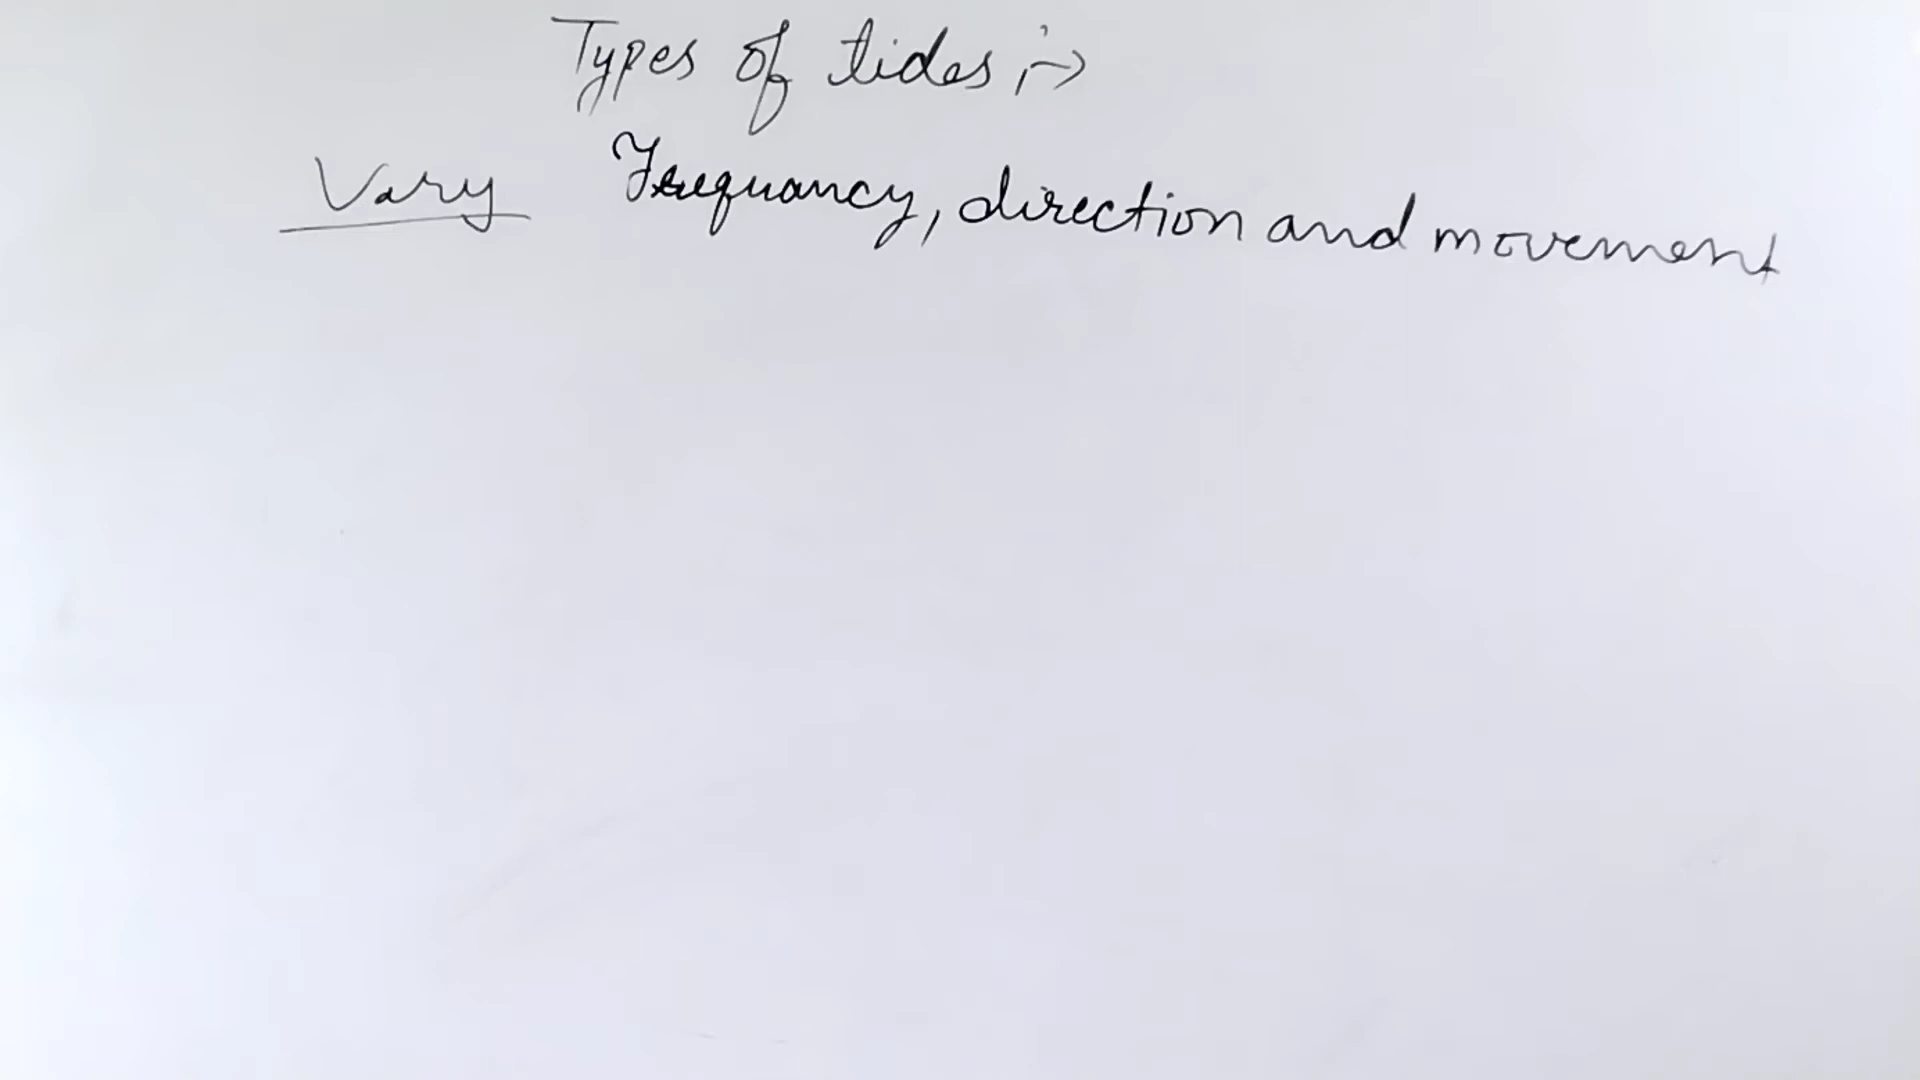 Types of tides :->
Vary Frequancy, direction and movement